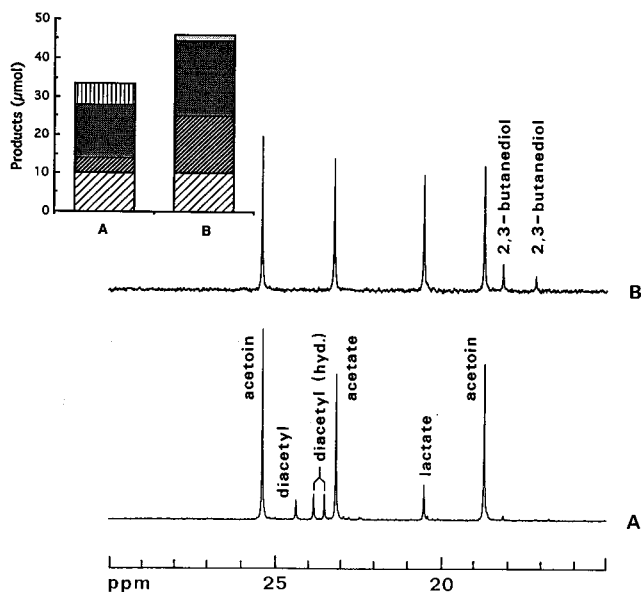 50
40
30
20
10
0
Products (µmol)
A
B
2,3-butanediol
2,3-butanediol
B
acetoin
diacetyl
diacetyl (hyd.)
acetate
lactate
acetoin
A
ppm
25
20